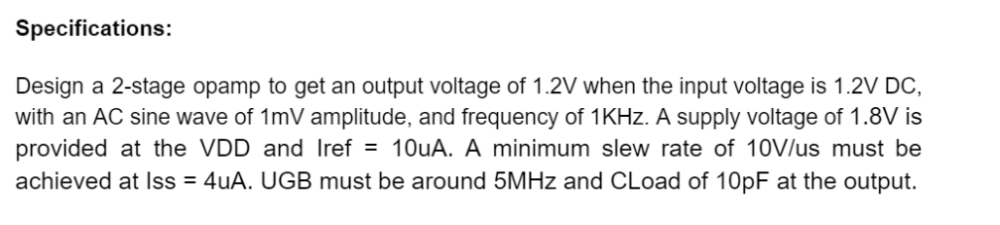 Specifications:
Design a 2-stage opamp to get an output voltage of 1.2V when the input voltage is 1.2V DC,
with an AC sine wave of 1mV amplitude, and frequency of 1KHz. A supply voltage of 1.8V is
provided at the VDD and Iref = 10uA. A minimum slew rate of 10V/us must be
achieved at Iss = 4uA. UGB must be around 5MHz and CLoad of 10pF at the output.